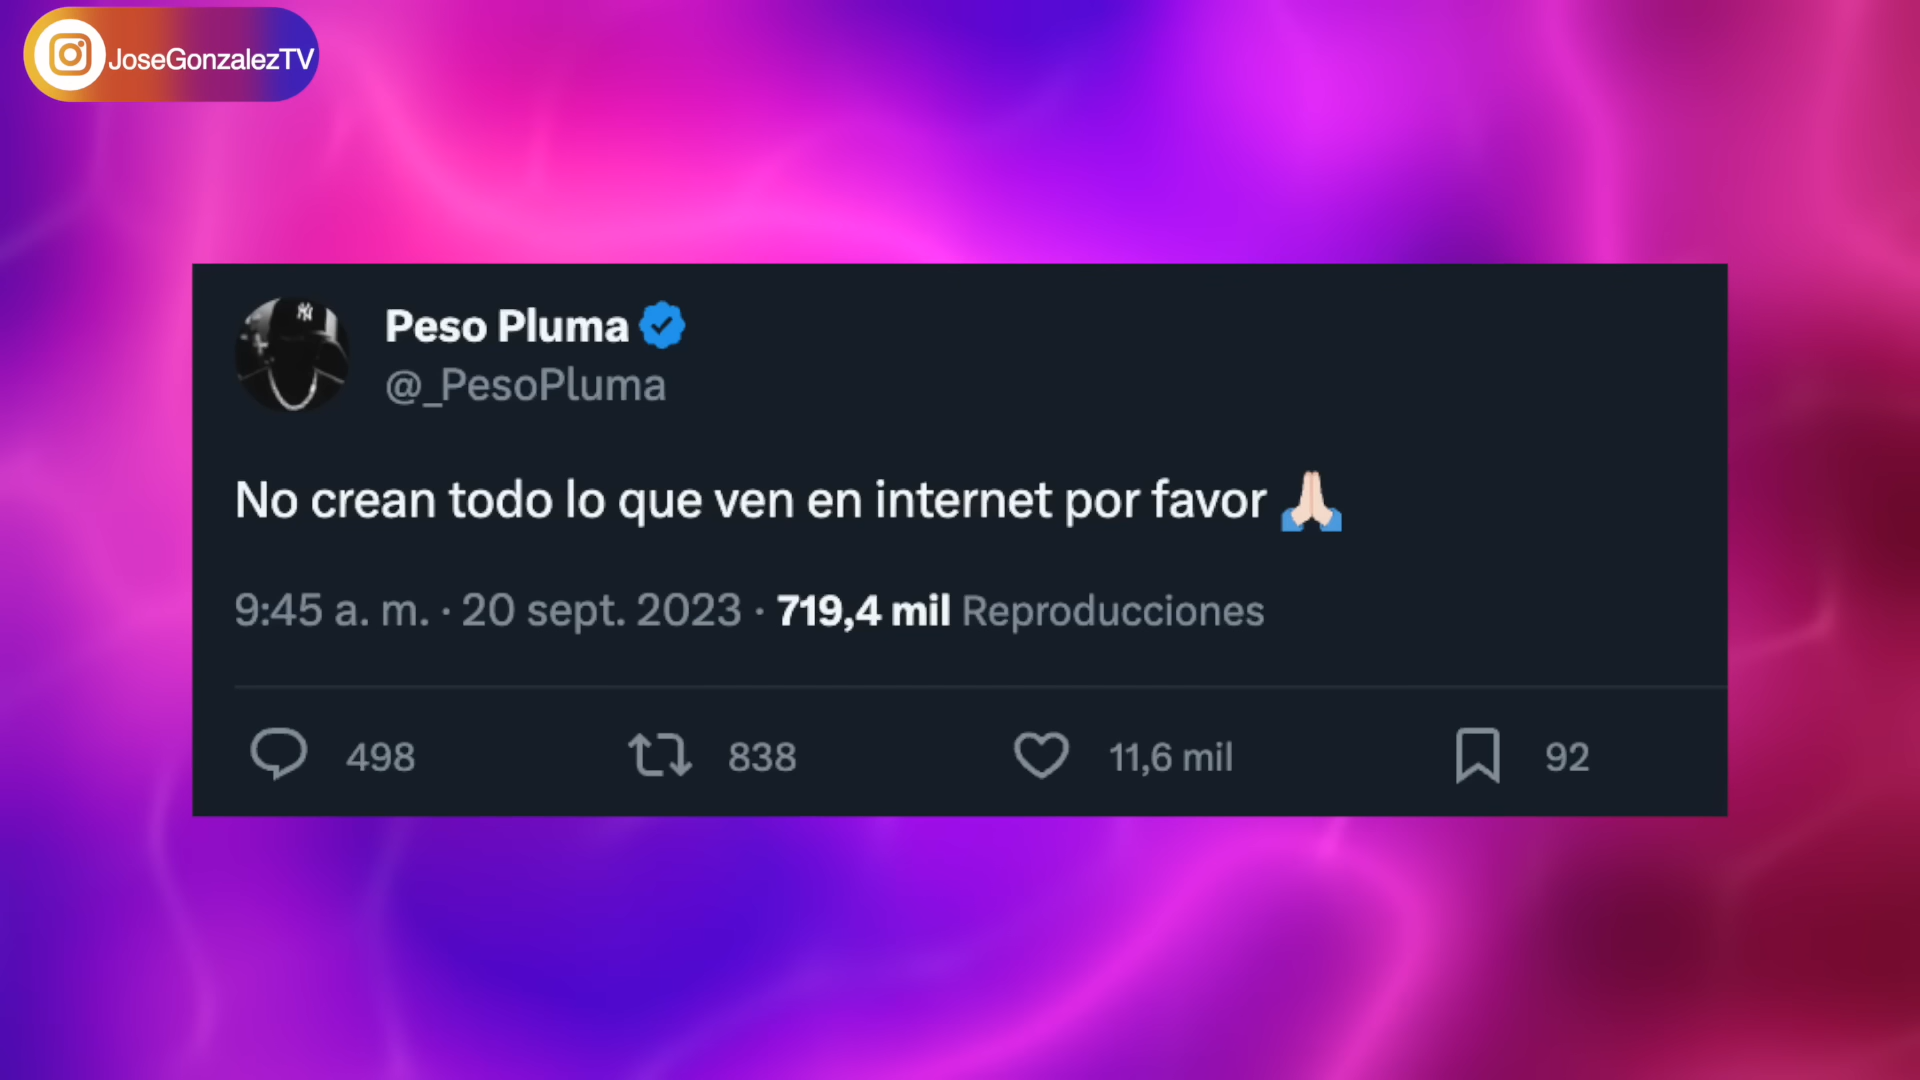 JoseGonzalezTV
Peso Pluma
@_PesoPluma
No crean todo lo que ven en internet por favor 🙏🏻
9:45 a. m. · 20 sept. 2023 · 719,4 mil Reproducciones
498 838 11,6 mil 92